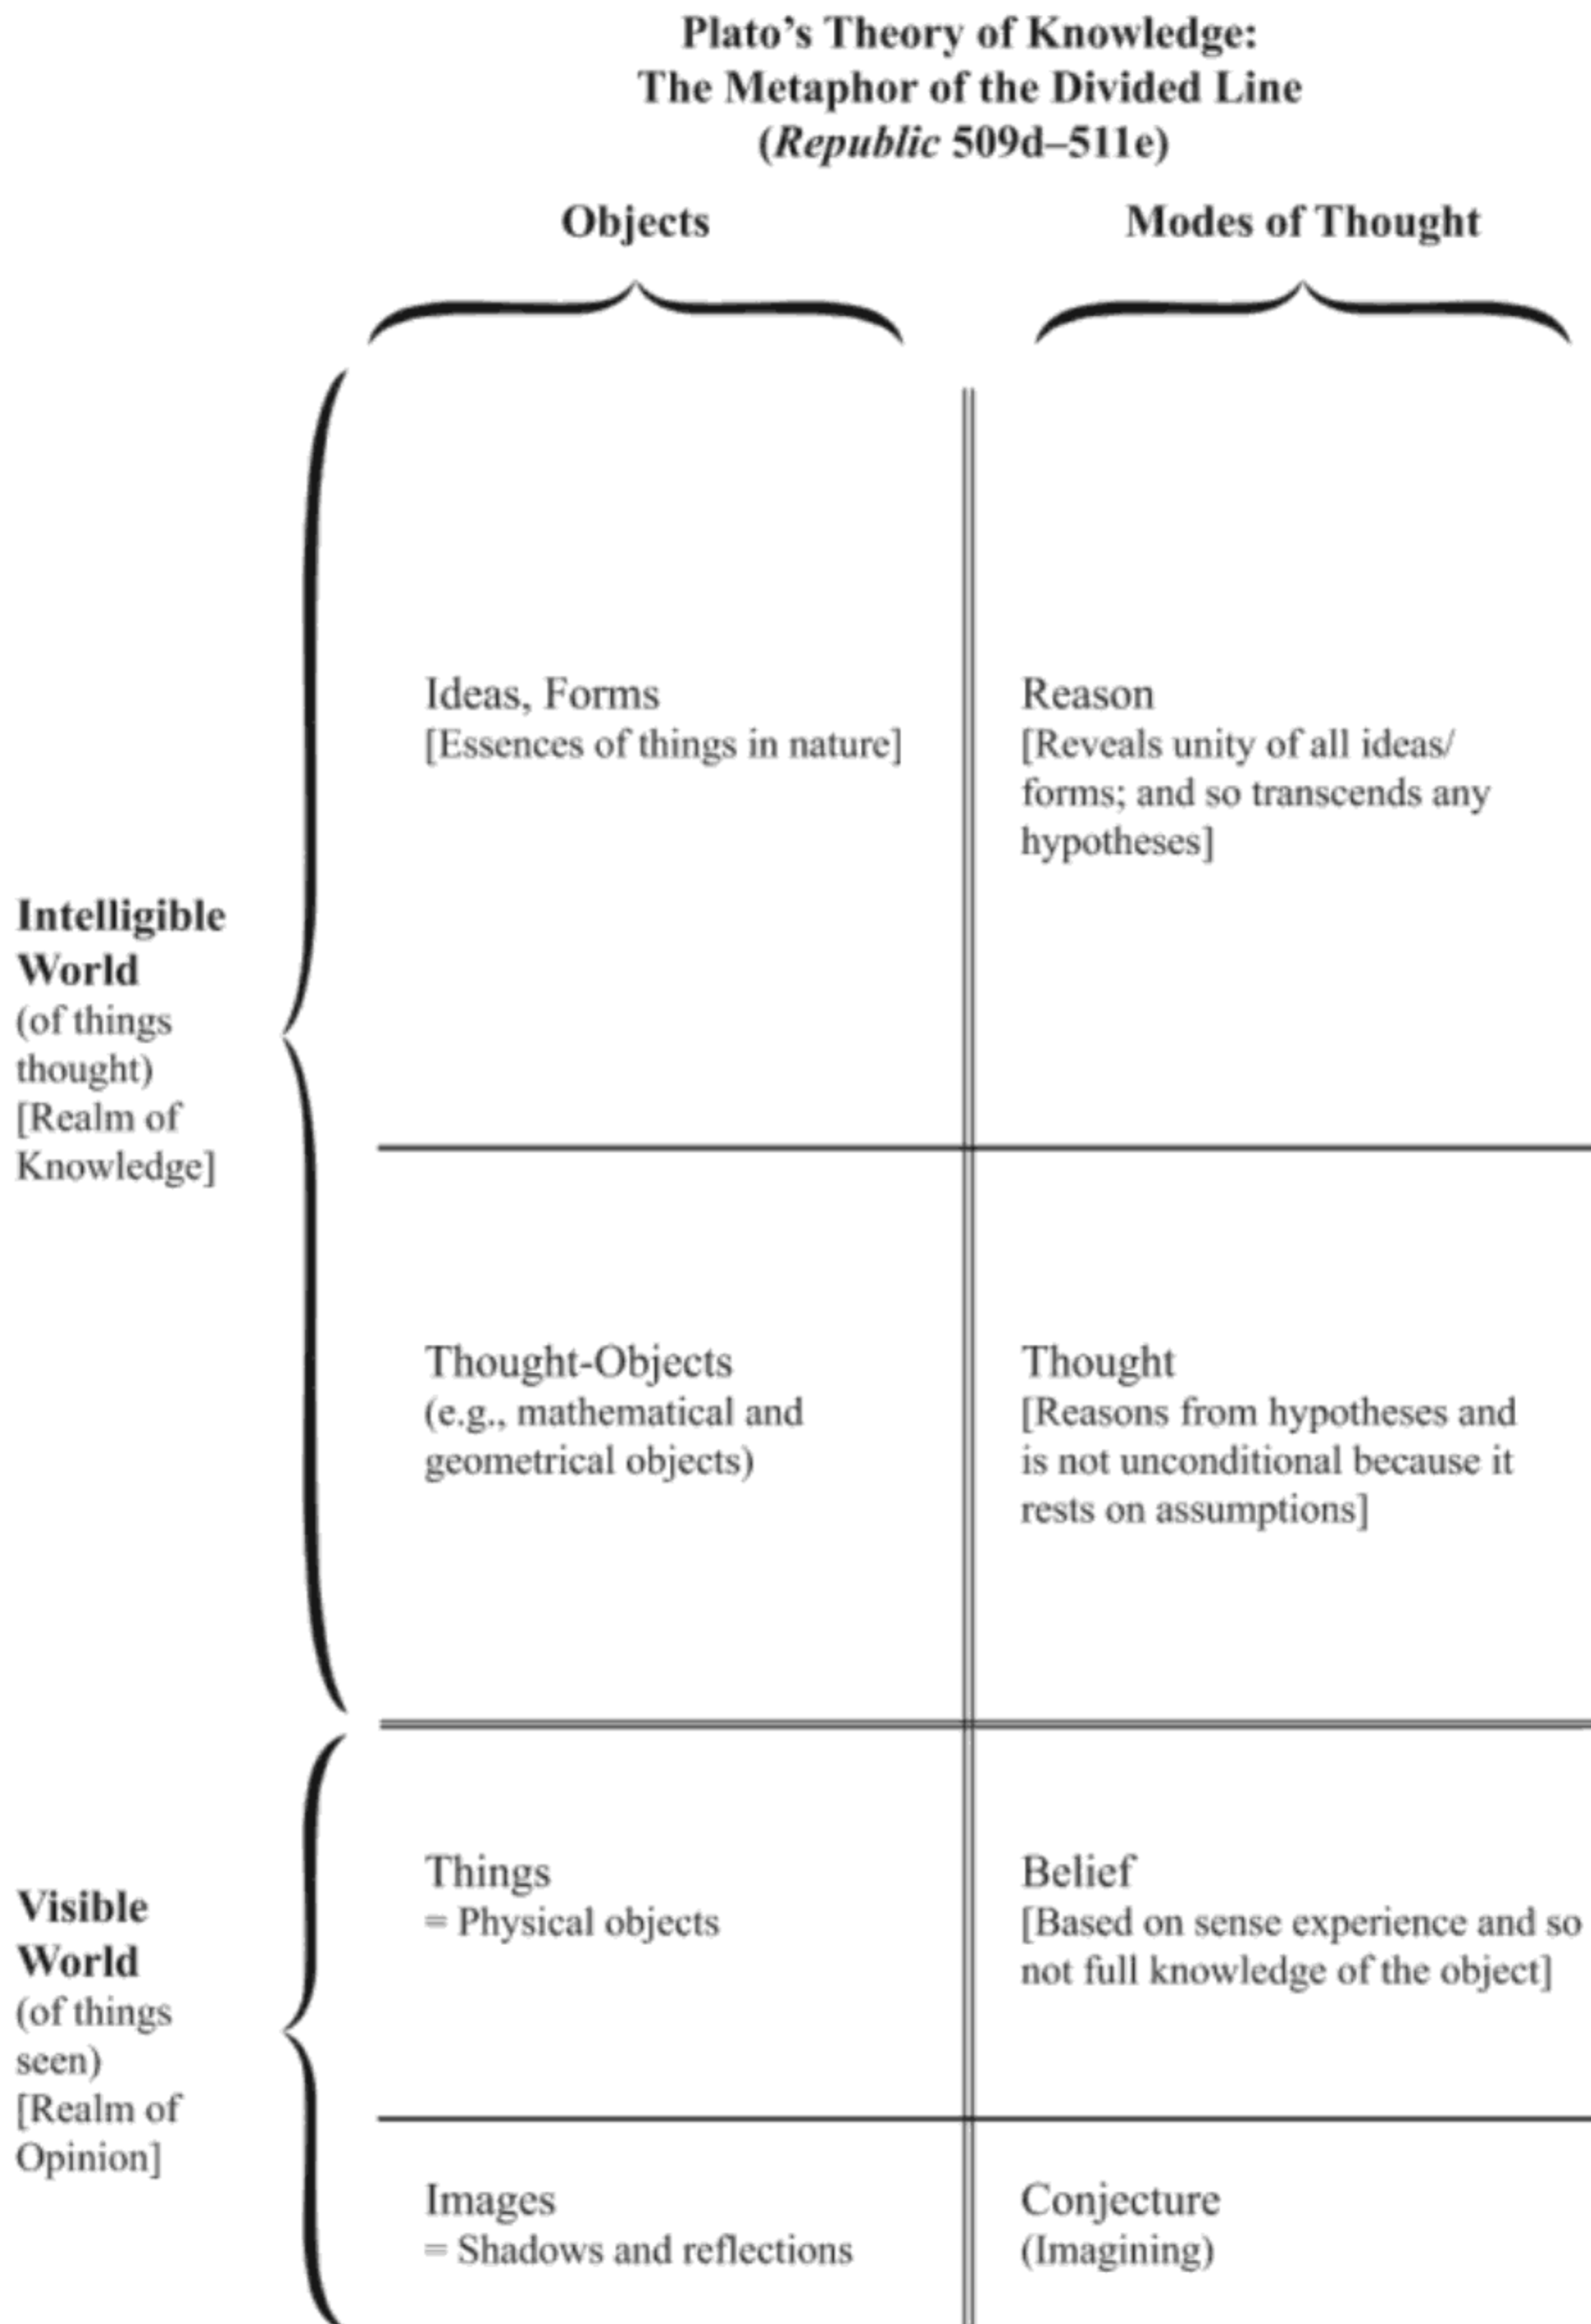 Plato’s Theory of Knowledge:
The Metaphor of the Divided Line
(Republic 509d–511e)
Objects
Modes of Thought
Intelligible
World
(of things
thought)
[Realm of
Knowledge]
Ideas, Forms
[Essences of things in nature]
Reason
[Reveals unity of all ideas/
forms; and so transcends any
hypotheses]
Thought-Objects
(e.g., mathematical and
geometrical objects)
Thought
[Reasons from hypotheses and
is not unconditional because it
rests on assumptions]
Visible
World
(of things
seen)
[Realm of
Opinion]
Things
= Physical objects
Belief
[Based on sense experience and so
not full knowledge of the object]
Images
= Shadows and reflections
Conjecture
(Imagining)